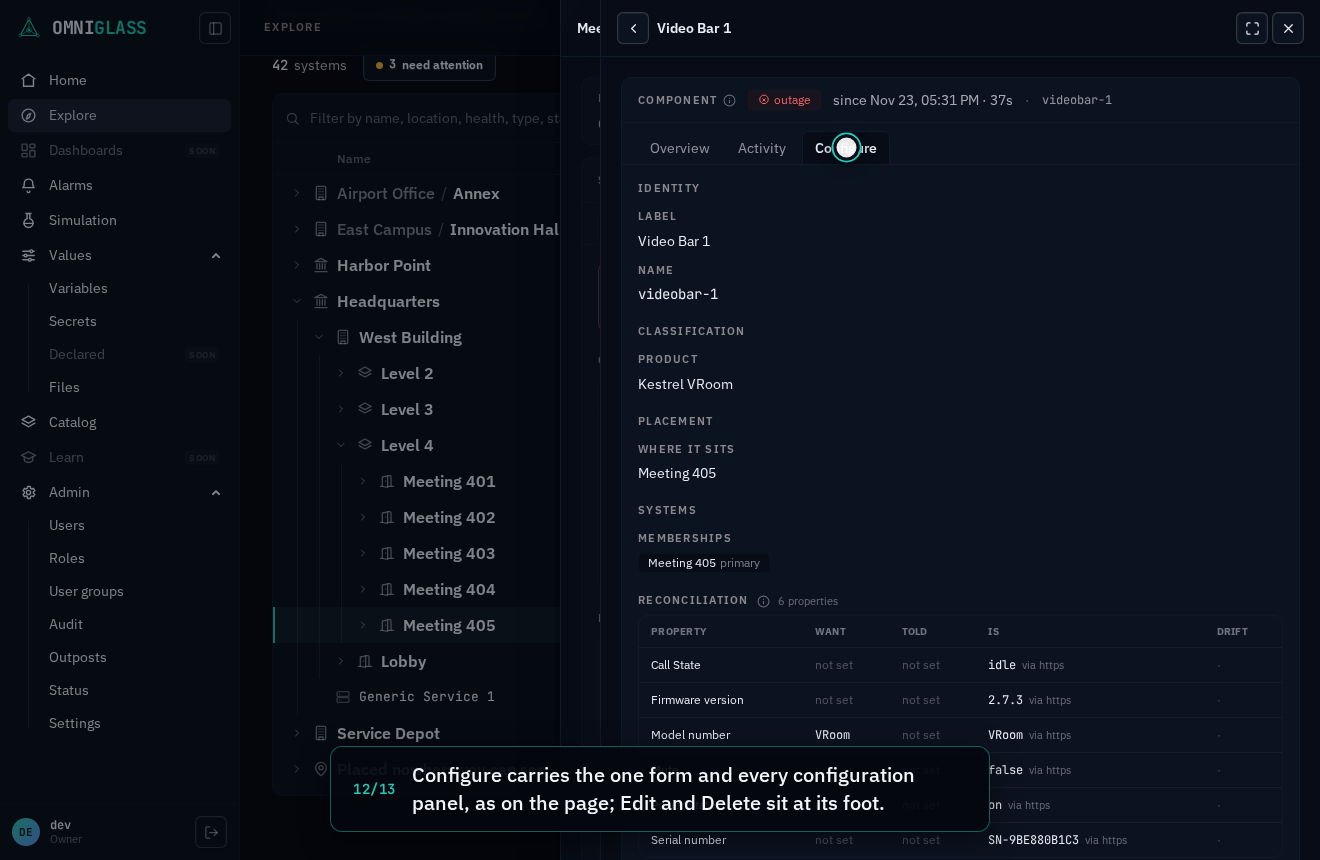 OMNIGLASS
EXPLORE
Mee
Video Bar 1
42 systems
3 need attention
Home
Explore
Dashboards SOON
Alarms
Simulation
Values
Variables
Secrets
Declared SOON
Files
Catalog
Learn SOON
Admin
Users
Roles
User groups
Audit
Outposts
Status
Settings
DE
dev
Owner
Filter by name, location, health, type, st
Name
Airport Office / Annex
East Campus / Innovation Hal
Harbor Point
Headquarters
West Building
Level 2
Level 3
Level 4
Meeting 401
Meeting 402
Meeting 403
Meeting 404
Meeting 405
Lobby
Generic Service 1
Service Depot
COMPONENT outage since Nov 23, 05:31 PM · 37s · videobar-1
Overview Activity Configure
IDENTITY
LABEL
Video Bar 1
NAME
videobar-1
CLASSIFICATION
PRODUCT
Kestrel VRoom
PLACEMENT
WHERE IT SITS
Meeting 405
SYSTEMS
MEMBERSHIPS
Meeting 405 primary
RECONCILIATION 6 properties
PROPERTY WANT TOLD IS DRIFT
Call State not set not set idle via https -
Firmware version not set not set 2.7.3 via https -
Model number VRoom not set VRoom via https -
false via https -
on via https -
Serial number not set not set SN-9BE880B1C3 via https -
12/13
Configure carries the one form and every configuration
panel, as on the page; Edit and Delete sit at its foot.